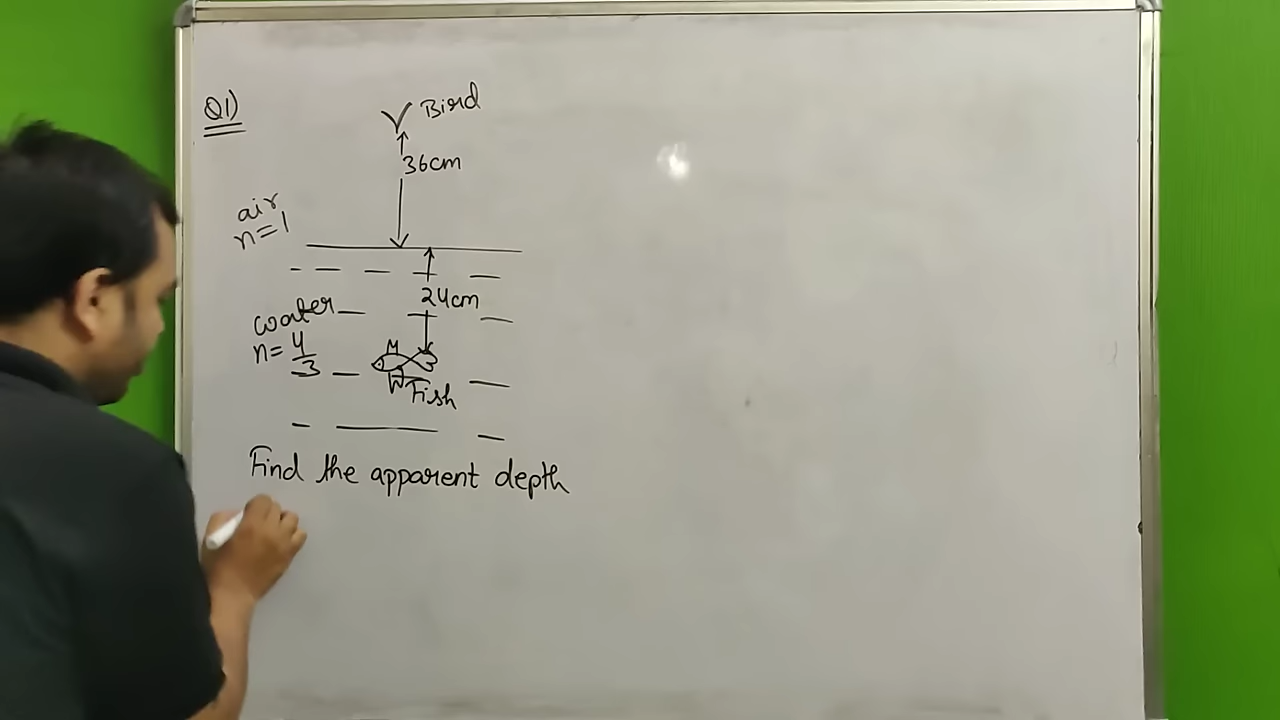 Q1)
Bird
36cm
air
n=1
24cm
water
n=4/3
Fish
Find the apparent depth